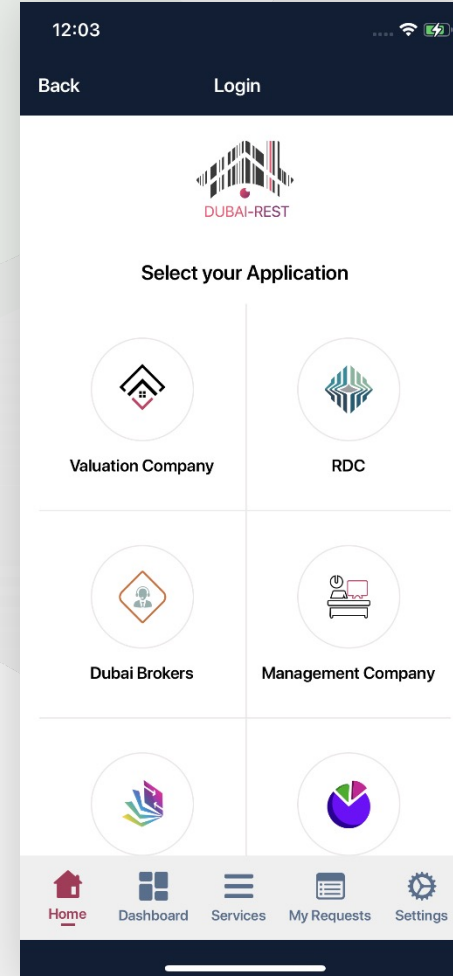 12:03
Back
Login
DUBAI-REST
Select your Application
Valuation Company
RDC
Dubai Brokers
Management Company
Home
Dashboard
Services
My Requests
Settings